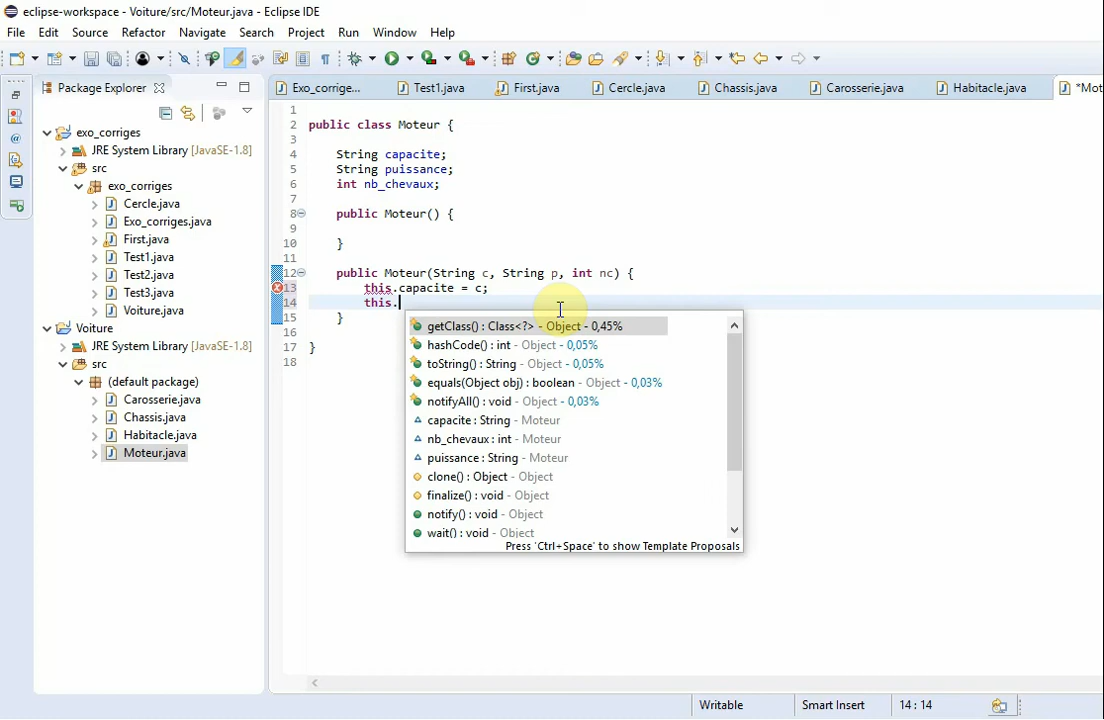 eclipse-workspace - Voiture/src/Moteur.java - Eclipse IDE
File Edit Source Refactor Navigate Search Project Run Window Help
Package Explorer
Exo_corrige... Test1.java First.java Cercle.java Chassis.java Carosserie.java Habitacle.java *Mot
exo_corriges
JRE System Library [JavaSE-1.8]
src
exo_corriges
Cercle.java
Exo_corriges.java
First.java
Test1.java
Test2.java
Test3.java
Voiture.java
Voiture
JRE System Library [JavaSE-1.8]
src
(default package)
Carosserie.java
Chassis.java
Habitacle.java
Moteur.java
1
2 public class Moteur {
3
4 String capacite;
5 String puissance;
6 int nb_chevaux;
7
8 public Moteur() {
9
10 }
11
12 public Moteur(String c, String p, int nc) {
13 this.capacite = c;
14 this.
15 }
16
17 }
18
getClass() : Class<?> - Object - 0,45%
hashCode() : int - Object - 0,05%
toString() : String - Object - 0,05%
equals(Object obj) : boolean - Object - 0,03%
notifyAll() : void - Object - 0,03%
capacite : String - Moteur
nb_chevaux : int - Moteur
puissance : String - Moteur
clone() : Object - Object
finalize() : void - Object
notify() : void - Object
wait() : void - Object
Press 'Ctrl+Space' to show Template Proposals
Writable Smart Insert 14 : 14